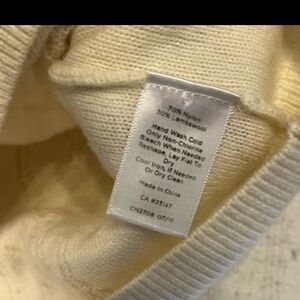 70% Nylon
30% Lambswool
Hand Wash Cold
Only Non-Chlorine
Bleach When Needed
Reshape, Lay Flat To
Dry
Cool Iron, If Needed
Or Dry Clean
Made In China
CA #23147
CN2708 07/16